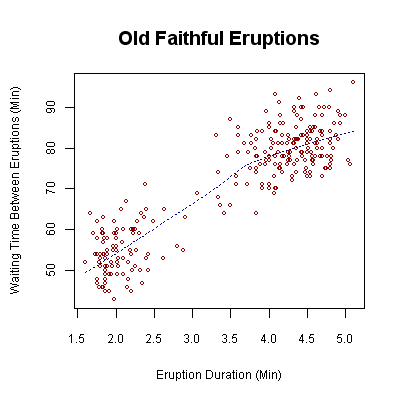 Old Faithful Eruptions
Waiting Time Between Eruptions (Min)
90
80
70
60
50
1.5 2.0 2.5 3.0 3.5 4.0 4.5 5.0
Eruption Duration (Min)